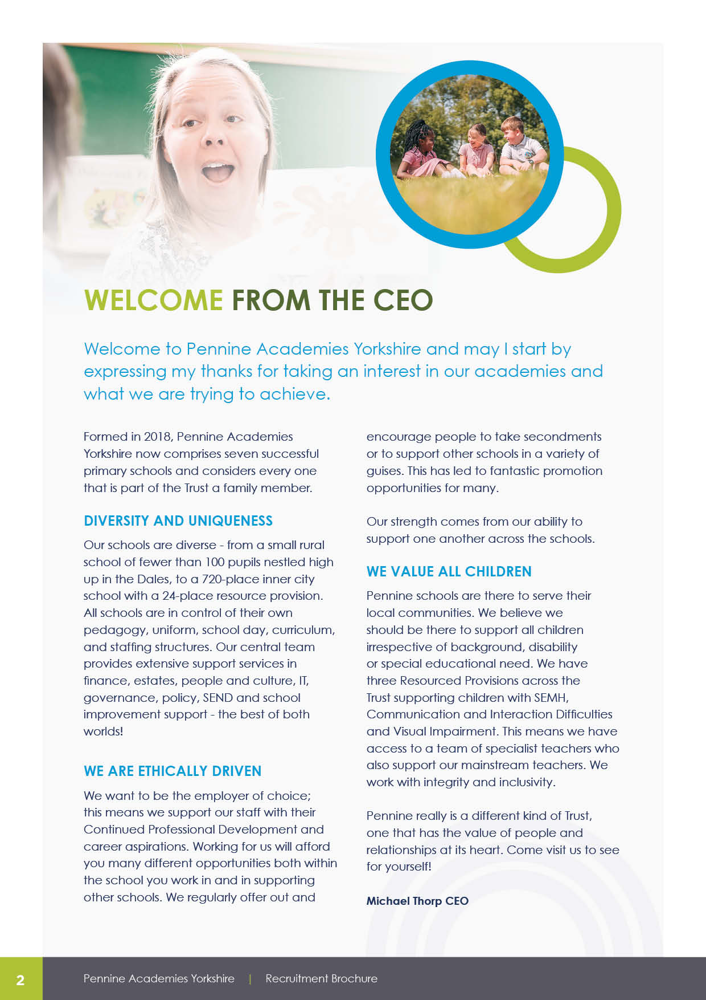 WELCOME FROM THE CEO
Welcome to Pennine Academies Yorkshire and may I start by
expressing my thanks for taking an interest in our academies and
what we are trying to achieve.
Formed in 2018, Pennine Academies
Yorkshire now comprises seven successful
primary schools and considers every one
that is part of the Trust a family member.
DIVERSITY AND UNIQUENESS
Our schools are diverse - from a small rural
school of fewer than 100 pupils nestled high
up in the Dales, to a 720-place inner city
school with a 24-place resource provision.
All schools are in control of their own
pedagogy, uniform, school day, curriculum,
and staffing structures. Our central team
provides extensive support services in
finance, estates, people and culture, IT,
governance, policy, SEND and school
improvement support - the best of both
worlds!
WE ARE ETHICALLY DRIVEN
We want to be the employer of choice;
this means we support our staff with their
Continued Professional Development and
career aspirations. Working for us will afford
you many different opportunities both within
the school you work in and in supporting
other schools. We regularly offer out and
encourage people to take secondments
or to support other schools in a variety of
guises. This has led to fantastic promotion
opportunities for many.
Our strength comes from our ability to
support one another across the schools.
WE VALUE ALL CHILDREN
Pennine schools are there to serve their
local communities. We believe we
should be there to support all children
irrespective of background, disability
or special educational need. We have
three Resourced Provisions across the
Trust supporting children with SEMH,
Communication and Interaction Difficulties
and Visual Impairment. This means we have
access to a team of specialist teachers who
also support our mainstream teachers. We
work with integrity and inclusivity.
Pennine really is a different kind of Trust,
one that has the value of people and
relationships at its heart. Come visit us to see
for yourself!
Michael Thorp CEO
2 Pennine Academies Yorkshire | Recruitment Brochure